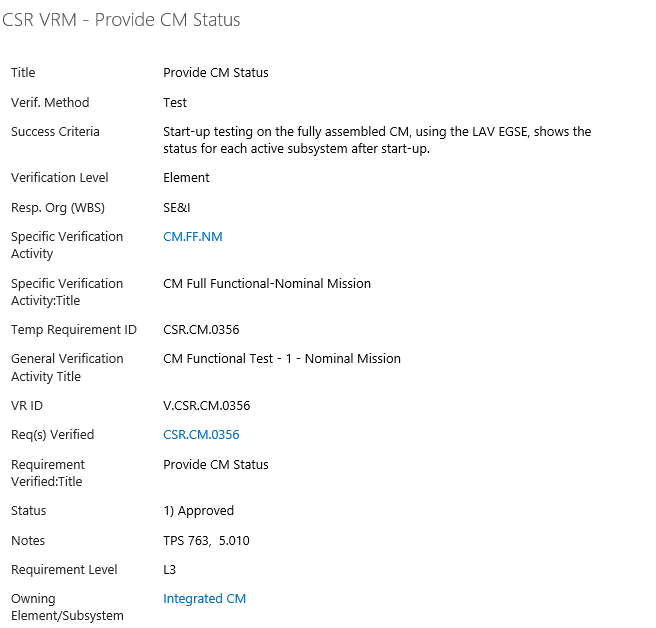 CSR VRM - Provide CM Status
Title Provide CM Status
Verif. Method Test
Success Criteria Start-up testing on the fully assembled CM, using the LAV EGSE, shows the
status for each active subsystem after start-up.
Verification Level Element
Resp. Org (WBS) SE&I
Specific Verification CM.FF.NM
Activity
Specific Verification CM Full Functional-Nominal Mission
Activity:Title
Temp Requirement ID CSR.CM.0356
General Verification CM Functional Test - 1 - Nominal Mission
Activity Title
VR ID V.CSR.CM.0356
Req(s) Verified CSR.CM.0356
Requirement Provide CM Status
Verified:Title
Status 1) Approved
Notes TPS 763, 5.010
Requirement Level L3
Owning Integrated CM
Element/Subsystem